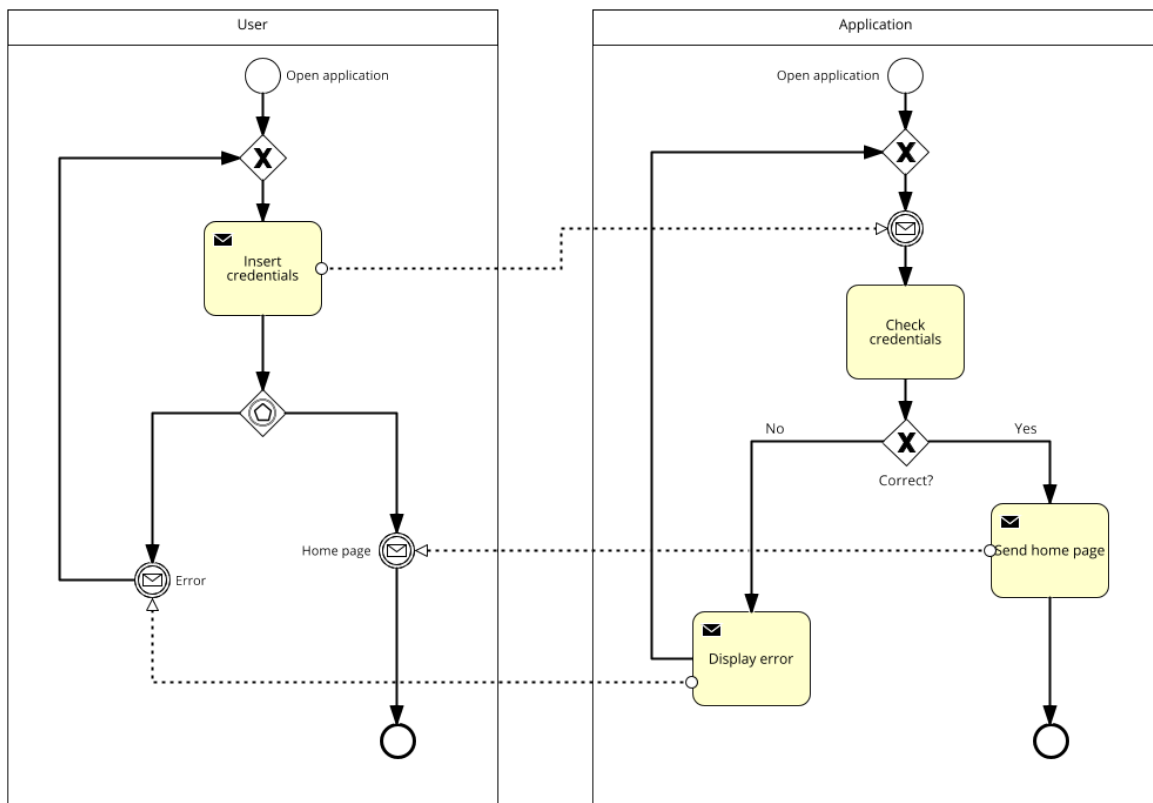 User
Application
Open application
Open application
Insert
credentials
Check
credentials
No
Yes
Correct?
Home page
Send home page
Error
Display error